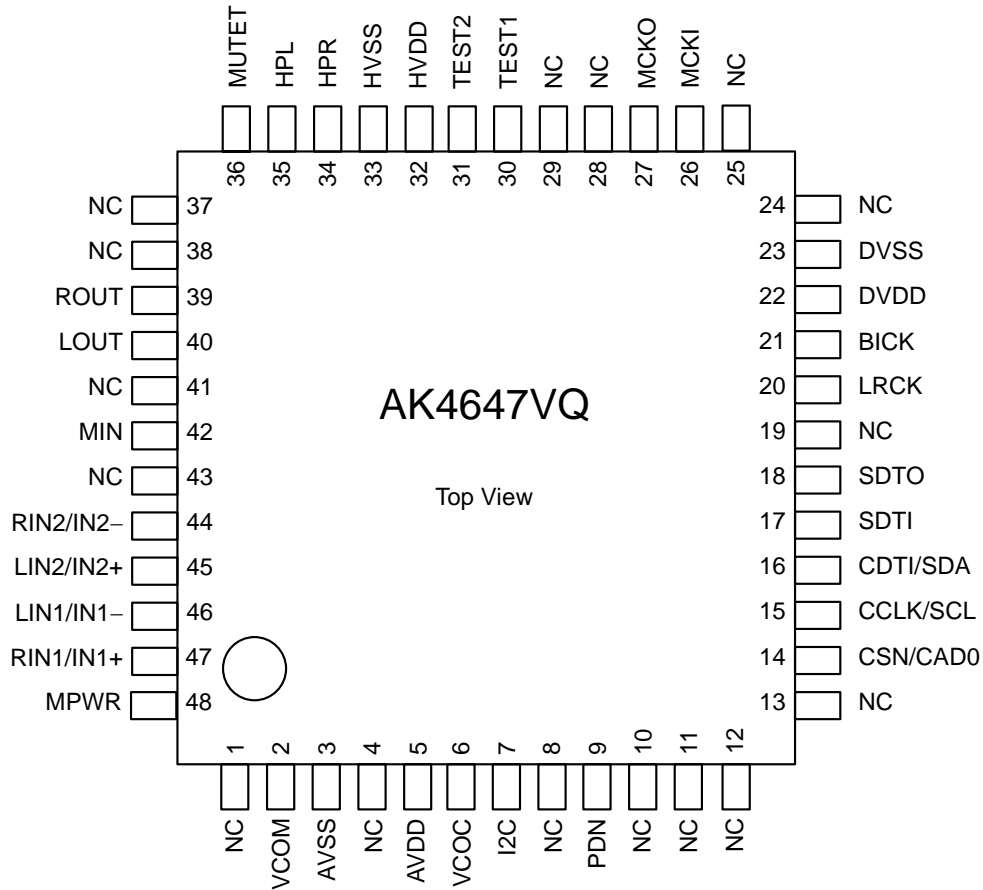 MUTET
HPL
HPR
HVSS
HVDD
TEST2
TEST1
NC
NC
MCKO
MCKI
NC
36
35
34
33
32
31
30
29
28
27
26
25
NC 37
NC 38
ROUT 39
LOUT 40
NC 41
MIN 42
NC 43
RIN2/IN2− 44
LIN2/IN2+ 45
LIN1/IN1− 46
RIN1/IN1+ 47
MPWR 48
AK4647VQ
Top View
24 NC
23 DVSS
22 DVDD
21 BICK
20 LRCK
19 NC
18 SDTO
17 SDTI
16 CDTI/SDA
15 CCLK/SCL
14 CSN/CAD0
13 NC
1
2
3
4
5
6
7
8
9
10
11
12
NC
VCOM
AVSS
NC
AVDD
VCOC
I2C
NC
PDN
NC
NC
NC